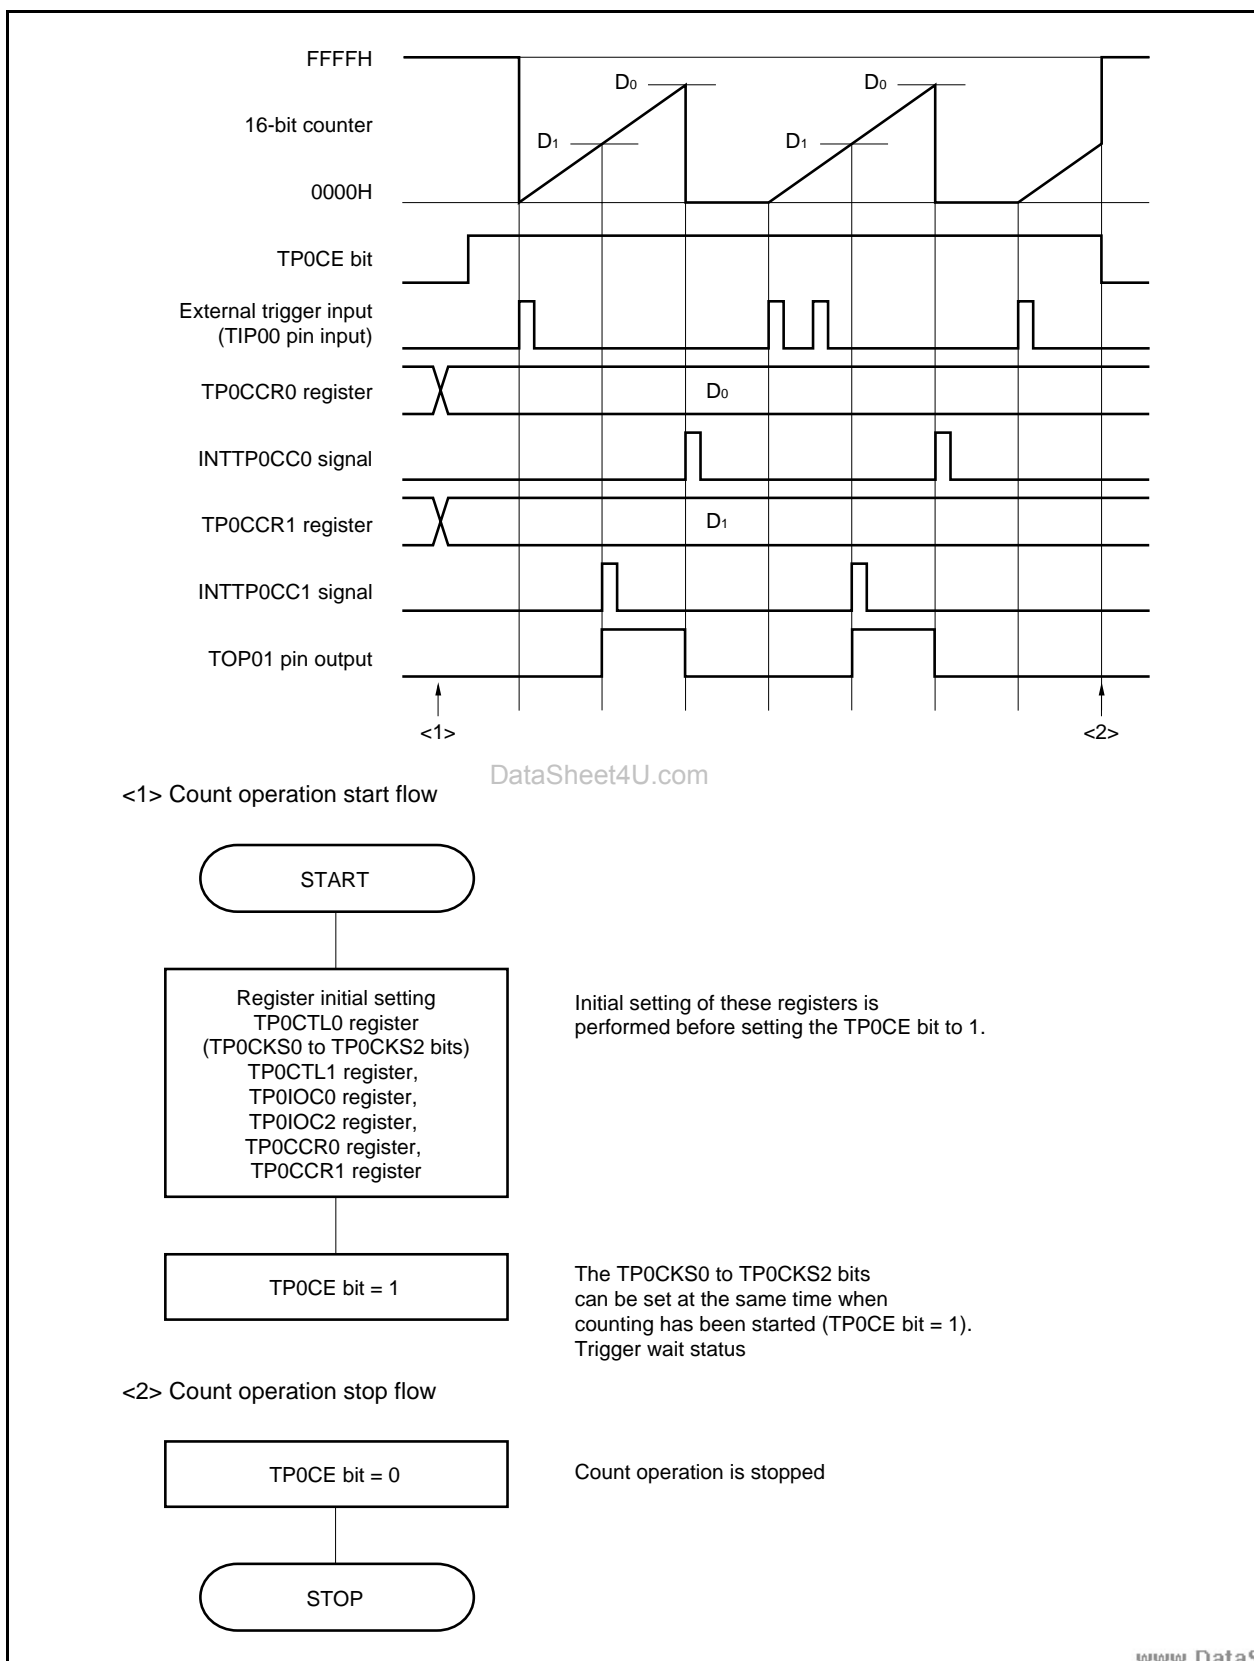 FFFFH
16-bit counter
0000H
D0
D1
D0
D1
TP0CE bit
External trigger input
(TIP00 pin input)
TP0CCR0 register
D0
INTTP0CC0 signal
TP0CCR1 register
D1
INTTP0CC1 signal
TOP01 pin output
<1>
<2>
DataSheet4U.com
<1> Count operation start flow
START
Register initial setting
TP0CTL0 register
(TP0CKS0 to TP0CKS2 bits)
TP0CTL1 register,
TP0IOC0 register,
TP0IOC2 register,
TP0CCR0 register,
TP0CCR1 register
Initial setting of these registers is
performed before setting the TP0CE bit to 1.
TP0CE bit = 1
The TP0CKS0 to TP0CKS2 bits
can be set at the same time when
counting has been started (TP0CE bit = 1).
Trigger wait status
<2> Count operation stop flow
TP0CE bit = 0
Count operation is stopped
STOP